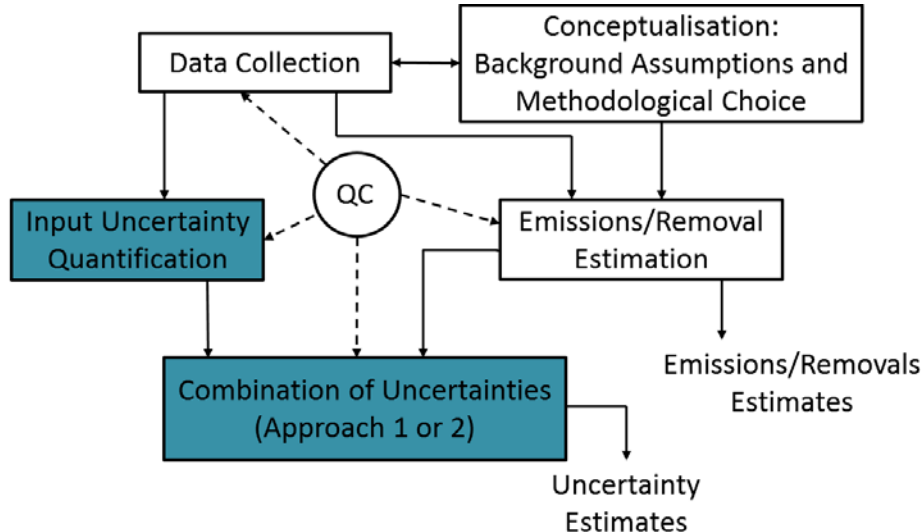 Conceptualisation:
Background Assumptions and
Methodological Choice
Data Collection
QC
Input Uncertainty
Quantification
Emissions/Removal
Estimation
Combination of Uncertainties
(Approach 1 or 2)
Emissions/Removals
Estimates
Uncertainty
Estimates